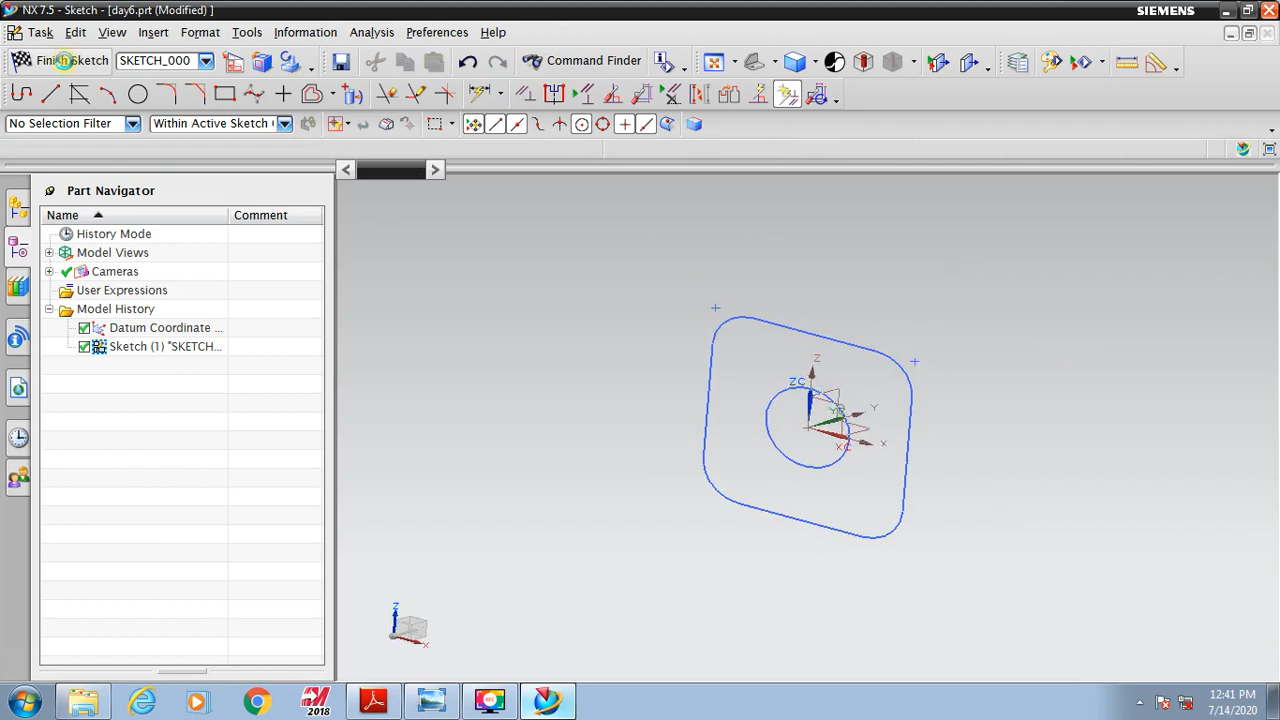 NX 7.5 - Sketch - [day6.prt (Modified) ]
SIEMENS
Task Edit View Insert Format Tools Information Analysis Preferences Help
Finish Sketch SKETCH_000 Command Finder
No Selection Filter Within Active Sketch
Part Navigator
Name Comment
History Mode
Model Views
Cameras
User Expressions
Model History
Datum Coordinate ...
Sketch (1) "SKETCH...
Z
ZC
Y
X
XC
Z
X
2018
REC
12:41 PM
7/14/2020